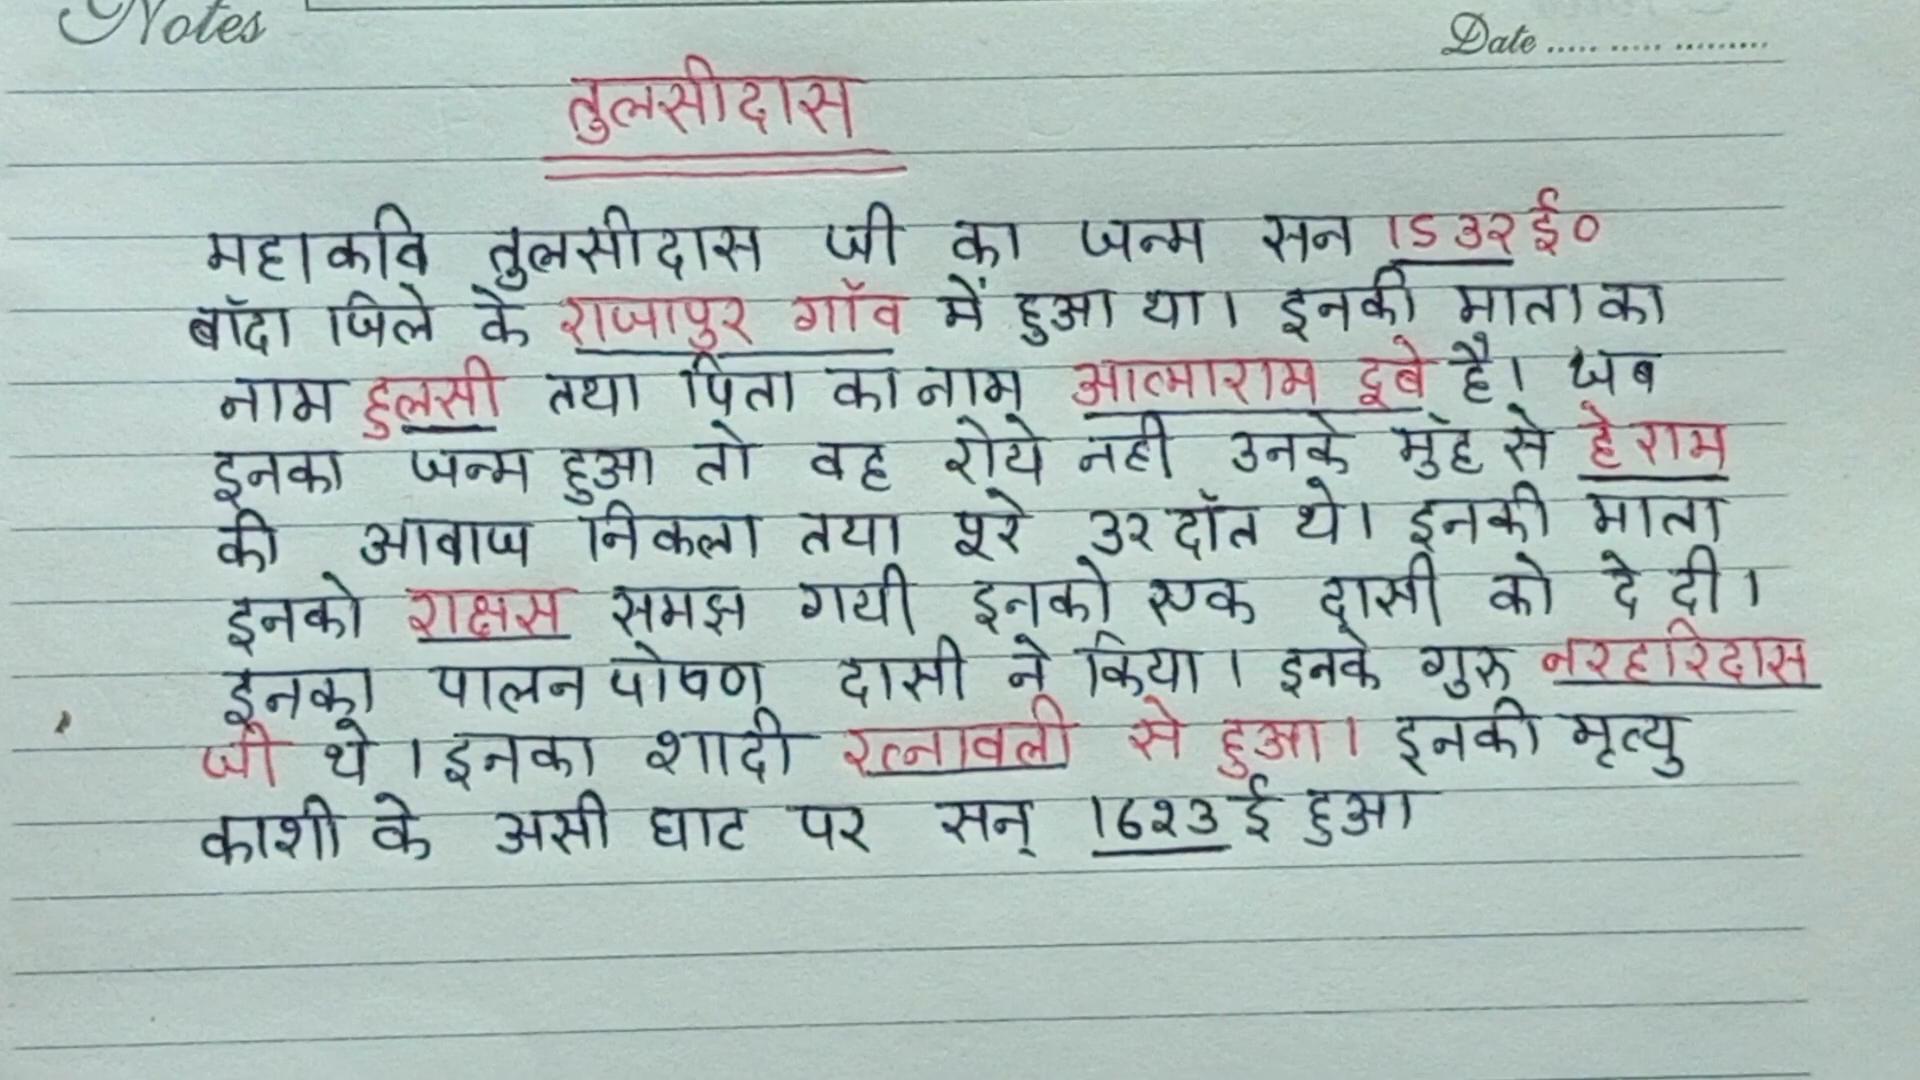 Notes
Date
तुलसीदास
महाकवि तुलसीदास जी का जन्म सन 1532 ई०
बॉदा जिले के राजापुर गॉव में हुआ था। इनकी माता का
नाम हुलसी तथा पिता का नाम आत्माराम दूबे है। जब
इनका जन्म हुआ तो वह रोये नही उनके मुंह से हे राम
की आवाज निकला तथा पूरे 32 दॉत थे। इनकी माता
इनको राक्षस समझ गयी इनको एक दासी को दे दी।
इनका पालन पोषण दासी ने किया। इनके गुरु नरहरिदास
जी थे। इनका शादी रत्नावली से हुआ। इनकी मृत्यु
काशी के असी घाट पर सन् 1623 ई हुआ